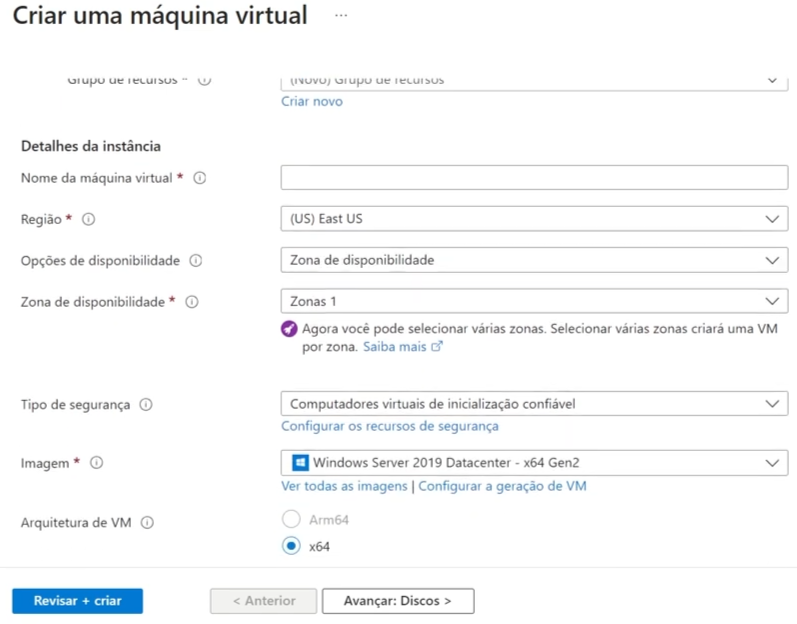 Criar uma máquina virtual ...
Grupo de recursos * (Novo) Grupo de recursos
Criar novo
Detalhes da instância
Nome da máquina virtual *
Região * (US) East US
Opções de disponibilidade Zona de disponibilidade
Zona de disponibilidade * Zonas 1
Agora você pode selecionar várias zonas. Selecionar várias zonas criará uma VM
por zona. Saiba mais
Tipo de segurança Computadores virtuais de inicialização confiável
Configurar os recursos de segurança
Imagem * Windows Server 2019 Datacenter - x64 Gen2
Ver todas as imagens | Configurar a geração de VM
Arquitetura de VM Arm64
x64
Revisar + criar < Anterior Avançar: Discos >